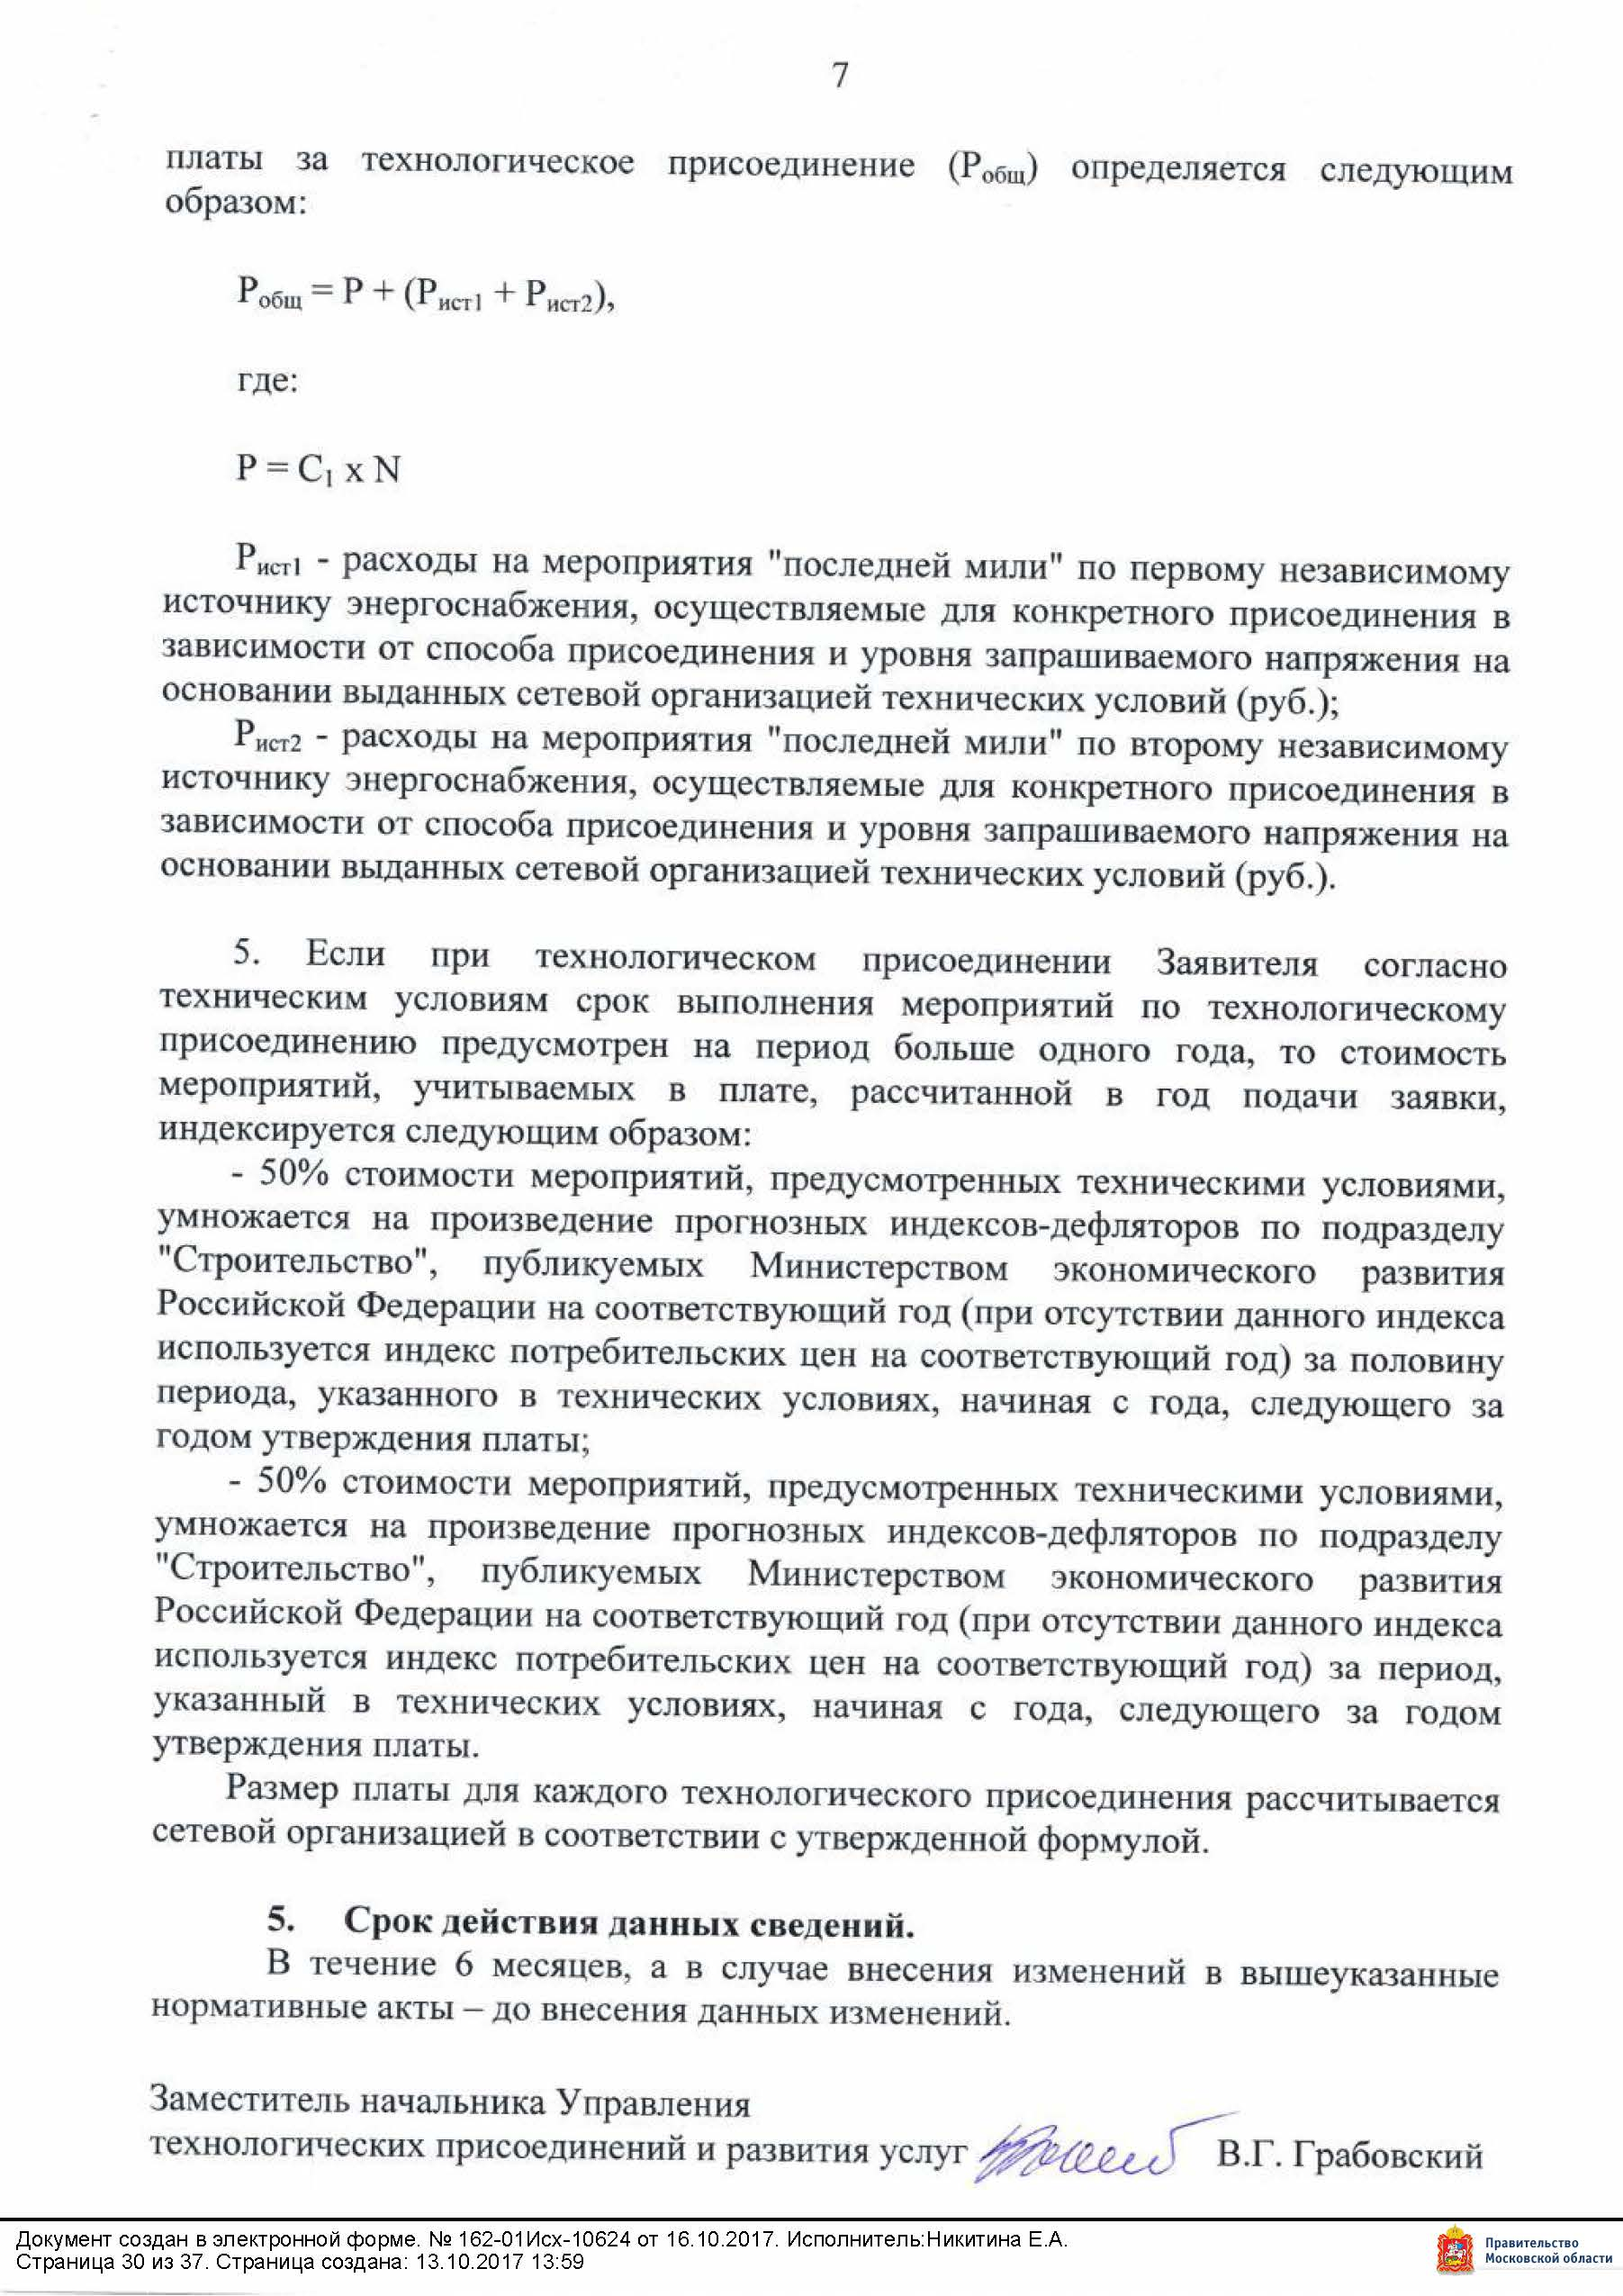 7
платы за технологическое присоединение (Робщ) определяется следующим
образом:
Робщ = Р + (Рист1 + Рист2),
где:
Р = С1 х N
Рист1 - расходы на мероприятия "последней мили" по первому независимому
источнику энергоснабжения, осуществляемые для конкретного присоединения в
зависимости от способа присоединения и уровня запрашиваемого напряжения на
основании выданных сетевой организацией технических условий (руб.);
Рист2 - расходы на мероприятия "последней мили" по второму независимому
источнику энергоснабжения, осуществляемые для конкретного присоединения в
зависимости от способа присоединения и уровня запрашиваемого напряжения на
основании выданных сетевой организацией технических условий (руб.).
5. Если при технологическом присоединении Заявителя согласно
техническим условиям срок выполнения мероприятий по технологическому
присоединению предусмотрен на период больше одного года, то стоимость
мероприятий, учитываемых в плате, рассчитанной в год подачи заявки,
индексируется следующим образом:
- 50% стоимости мероприятий, предусмотренных техническими условиями,
умножается на произведение прогнозных индексов-дефляторов по подразделу
"Строительство", публикуемых Министерством экономического развития
Российской Федерации на соответствующий год (при отсутствии данного индекса
используется индекс потребительских цен на соответствующий год) за половину
периода, указанного в технических условиях, начиная с года, следующего за
годом утверждения платы;
- 50% стоимости мероприятий, предусмотренных техническими условиями,
умножается на произведение прогнозных индексов-дефляторов по подразделу
"Строительство", публикуемых Министерством экономического развития
Российской Федерации на соответствующий год (при отсутствии данного индекса
используется индекс потребительских цен на соответствующий год) за период,
указанный в технических условиях, начиная с года, следующего за годом
утверждения платы.
Размер платы для каждого технологического присоединения рассчитывается
сетевой организацией в соответствии с утвержденной формулой.
5. Срок действия данных сведений.
В течение 6 месяцев, а в случае внесения изменений в вышеуказанные
нормативные акты – до внесения данных изменений.
Заместитель начальника Управления
технологических присоединений и развития услуг В.Г. Грабовский
Документ создан в электронной форме. № 162-01Исх-10624 от 16.10.2017. Исполнитель:Никитина Е.А.
Страница 30 из 37. Страница создана: 13.10.2017 13:59
Правительство
Московской области